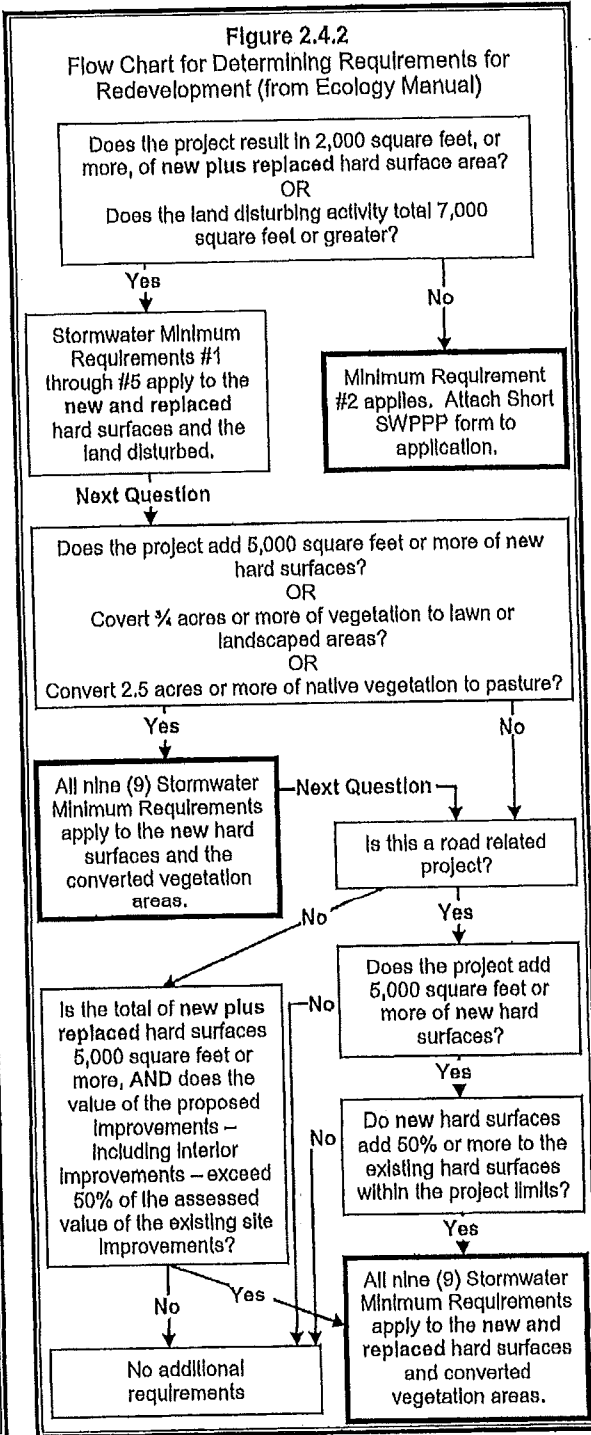 Figure 2.4.2
Flow Chart for Determining Requirements for
Redevelopment (from Ecology Manual)
Does the project result in 2,000 square feet, or
more, of new plus replaced hard surface area?
OR
Does the land disturbing activity total 7,000
square feet or greater?
Yes
No
Stormwater Minimum
Requirements #1
through #5 apply to the
new and replaced
hard surfaces and the
land disturbed.
Minimum Requirement
#2 applies. Attach Short
SWPPP form to
application.
Next Question
Does the project add 5,000 square feet or more of new
hard surfaces?
OR
Covert ¾ acres or more of vegetation to lawn or
landscaped areas?
OR
Convert 2.5 acres or more of native vegetation to pasture?
Yes
No
All nine (9) Stormwater
Minimum Requirements
apply to the new hard
surfaces and the
converted vegetation
areas.
Next Question
Is this a road related
project?
No
Yes
Does the project add
5,000 square feet or
more of new hard
surfaces?
No
Yes
Is the total of new plus
replaced hard surfaces
5,000 square feet or
more, AND does the
value of the proposed
improvements –
including interior
improvements – exceed
50% of the assessed
value of the existing site
improvements?
Do new hard surfaces
add 50% or more to the
existing hard surfaces
within the project limits?
No
Yes
No
Yes
All nine (9) Stormwater
Minimum Requirements
apply to the new and
replaced hard surfaces
and converted
vegetation areas.
No additional
requirements